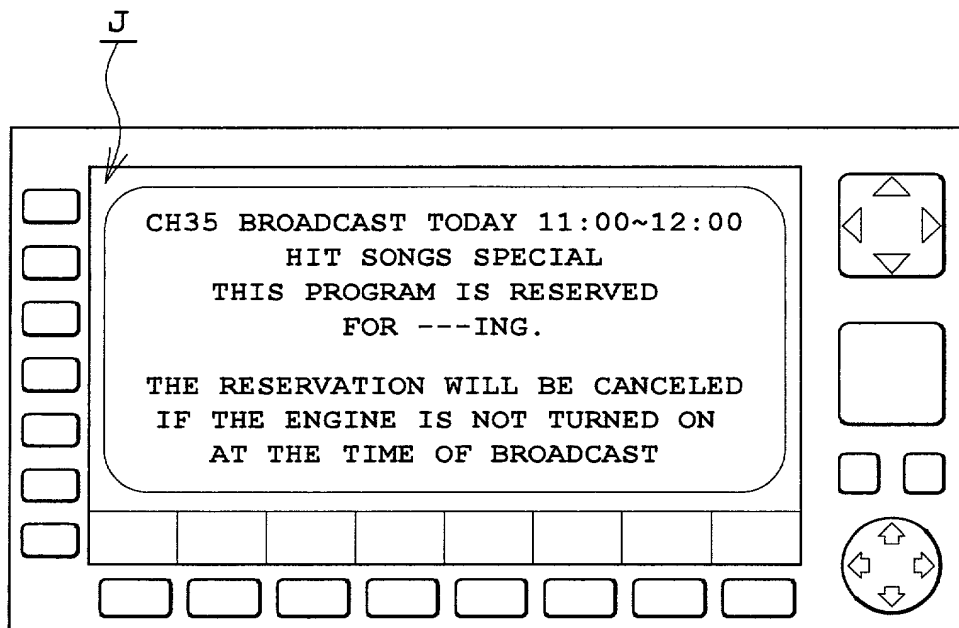 J
CH35 BROADCAST TODAY 11:00~12:00
HIT SONGS SPECIAL
THIS PROGRAM IS RESERVED
FOR ---ING.
THE RESERVATION WILL BE CANCELED
IF THE ENGINE IS NOT TURNED ON
AT THE TIME OF BROADCAST